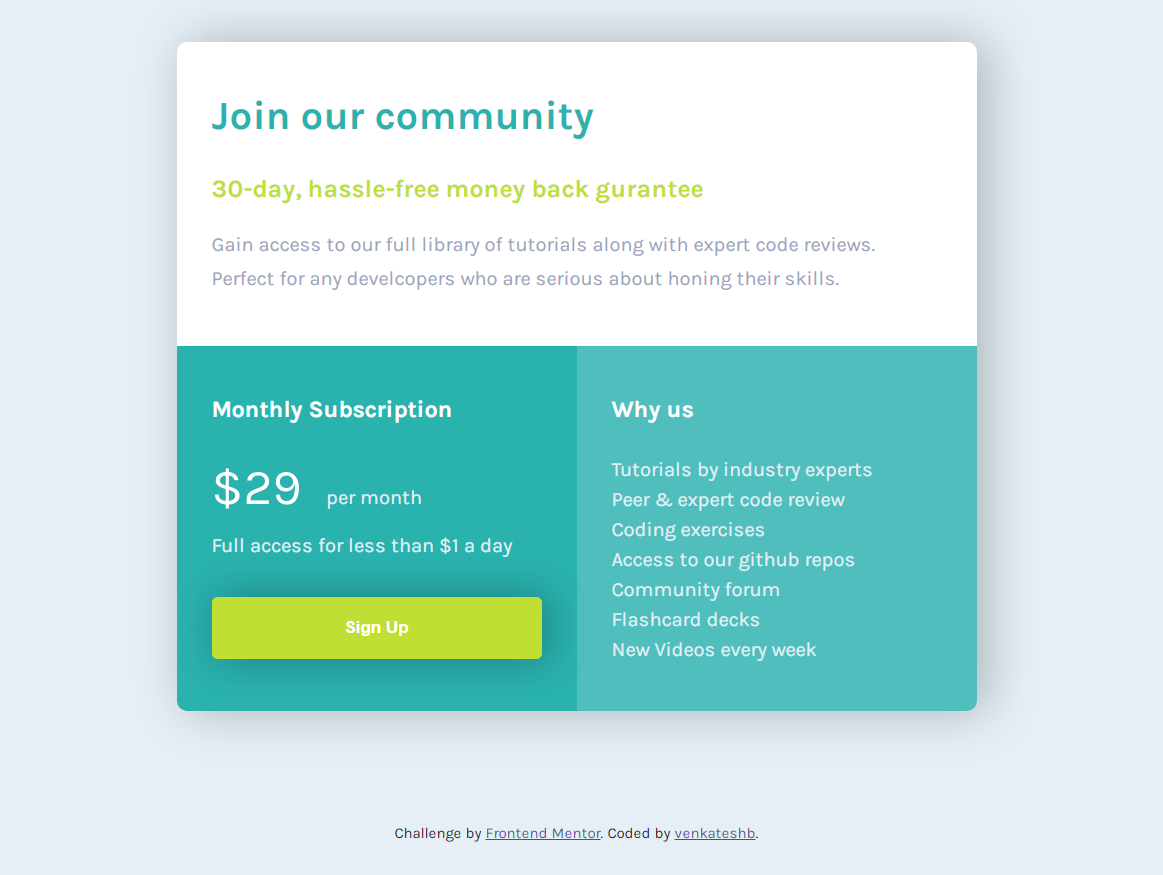 Join our community
30-day, hassle-free money back gurantee
Gain access to our full library of tutorials along with expert code reviews.
Perfect for any develcopers who are serious about honing their skills.
Monthly Subscription
$29 per month
Full access for less than $1 a day
Sign Up
Why us
Tutorials by industry experts
Peer & expert code review
Coding exercises
Access to our github repos
Community forum
Flashcard decks
New Videos every week
Challenge by Frontend Mentor. Coded by venkateshb.